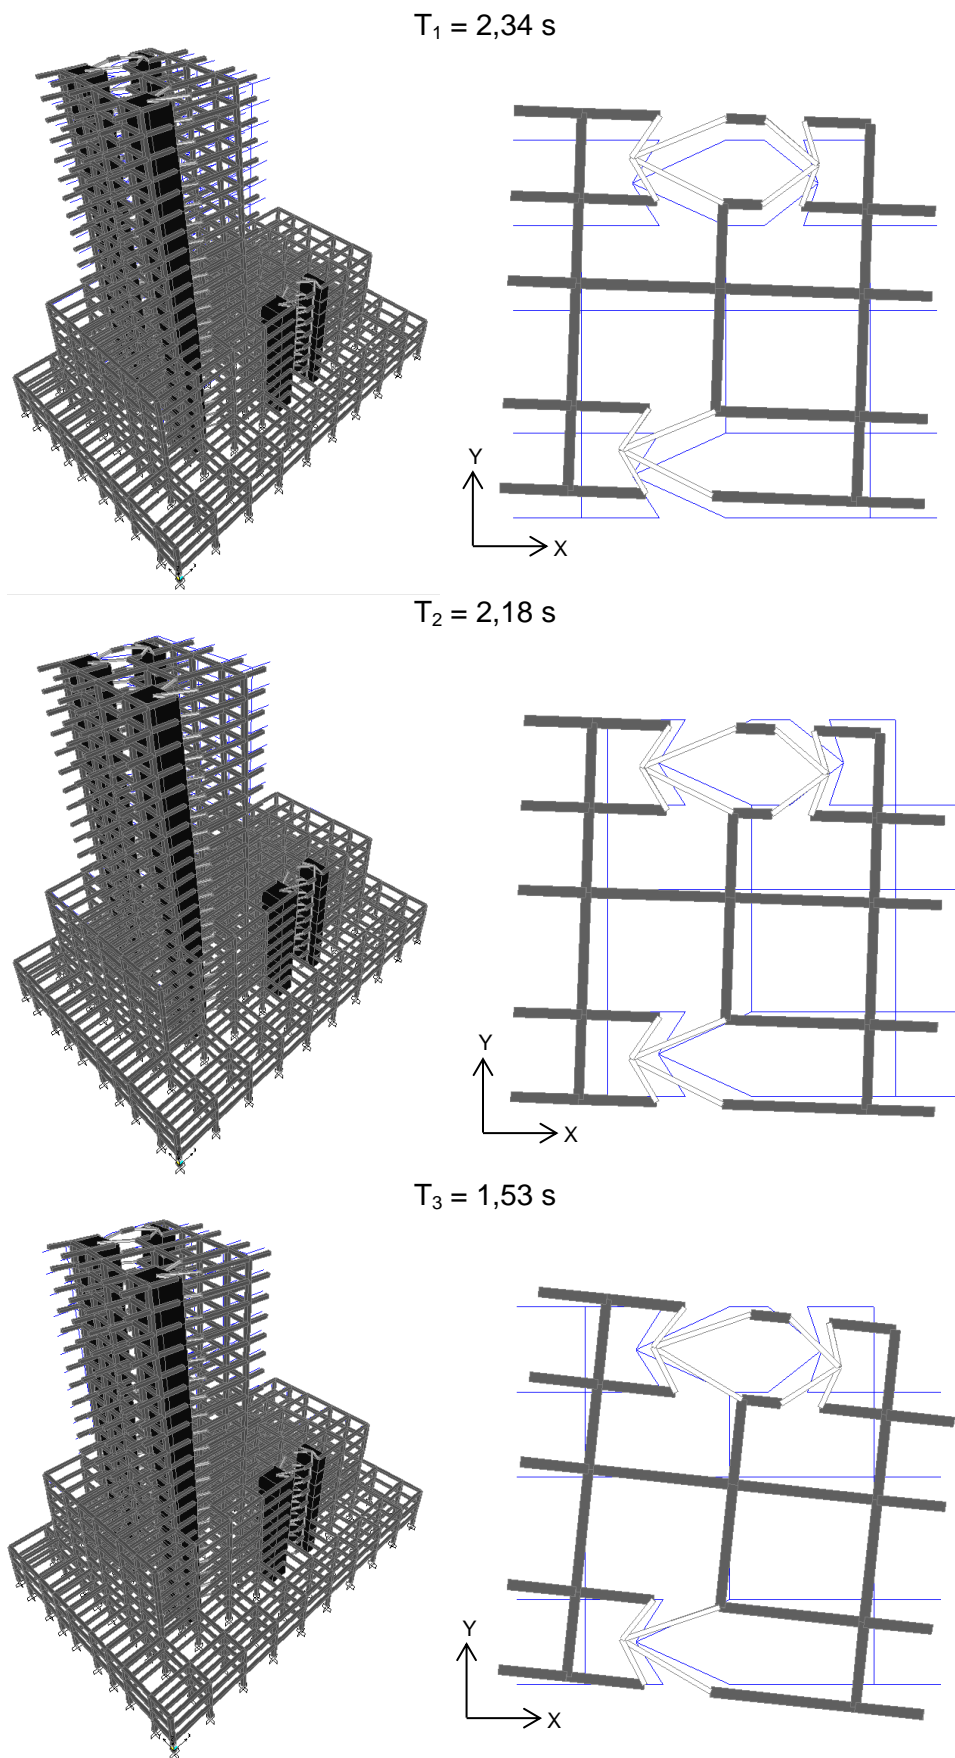 T₁ = 2,34 s
Y
X
T₂ = 2,18 s
Y
X
T₃ = 1,53 s
Y
X